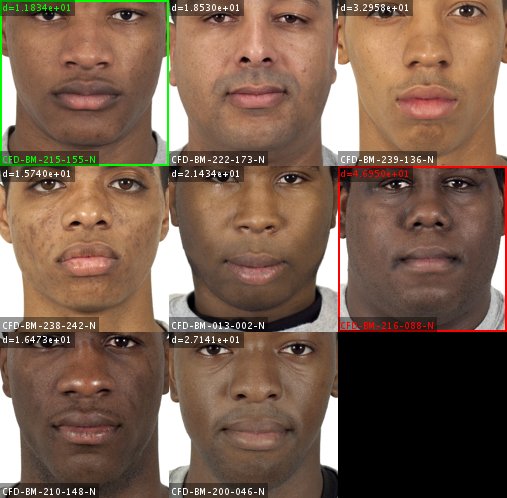 d=1.1834e+01
d=1.8530e+01
d=3.2958e+01
CFD-BM-215-155-N
CFD-BM-222-173-N
CFD-BM-239-136-N
d=1.5740e+01
d=2.1434e+01
d=4.6950e+01
CFD-BM-238-242-N
CFD-BM-013-002-N
CFD-BM-216-088-N
d=1.6473e+01
d=2.7141e+01
CFD-BM-210-148-N
CFD-BM-200-046-N